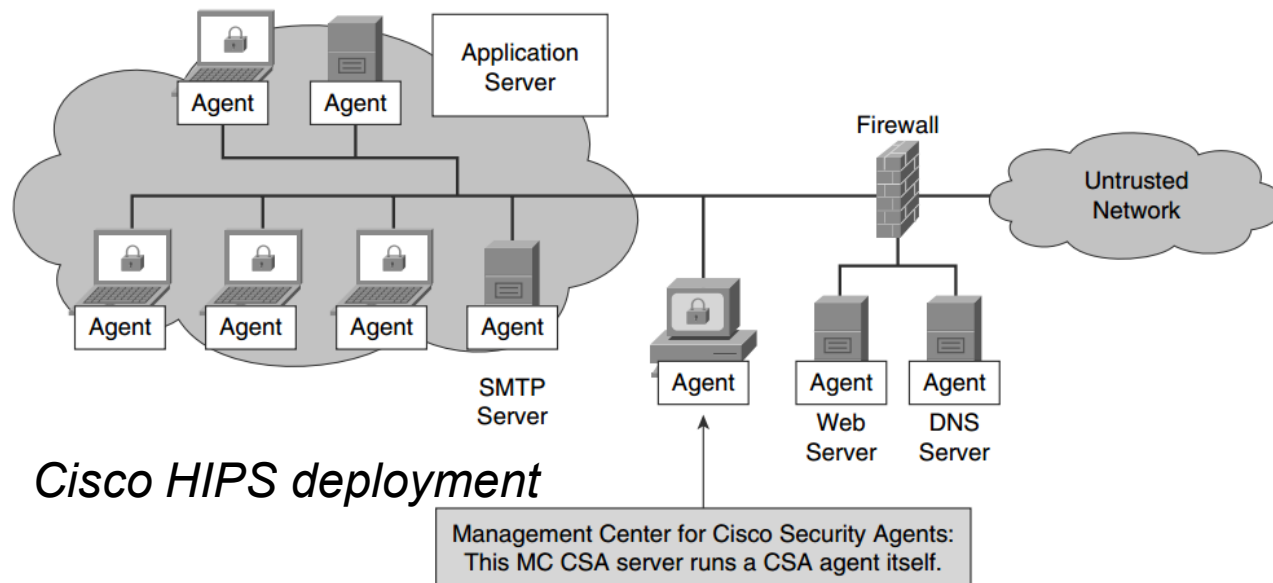 Application
Server
Agent
Agent
Firewall
Untrusted
Network
Agent
Agent
Agent
Agent
SMTP
Server
Agent
Agent
Web
Server
Agent
DNS
Server
Cisco HIPS deployment
Management Center for Cisco Security Agents:
This MC CSA server runs a CSA agent itself.